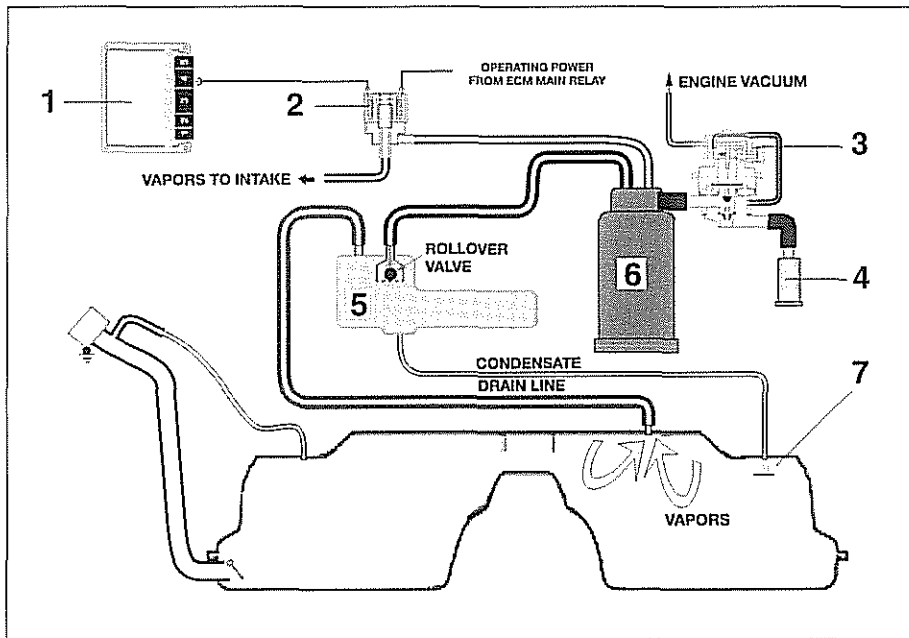 1
2
OPERATING POWER
FROM ECM MAIN RELAY
ENGINE VACUUM
3
VAPORS TO INTAKE
ROLLOVER
VALVE
4
5
6
CONDENSATE
DRAIN LINE
7
VAPORS